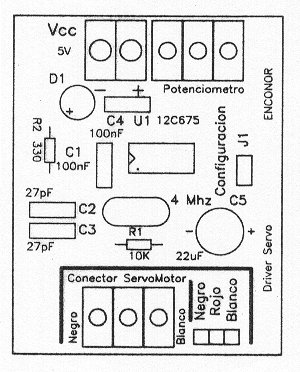 Vcc
5V
Potenciometro
D1
− +
C4 U1 12C675
100nF
ENCONOR
R2
330
C1
100nF
Configuracion
J1
27pF
C2
C3
27pF
4 Mhz
C5
R1
10K
− +
22uF
Driver Servo
Conector ServoMotor
Negro
Blanco
Negro
Rojo
Blanco